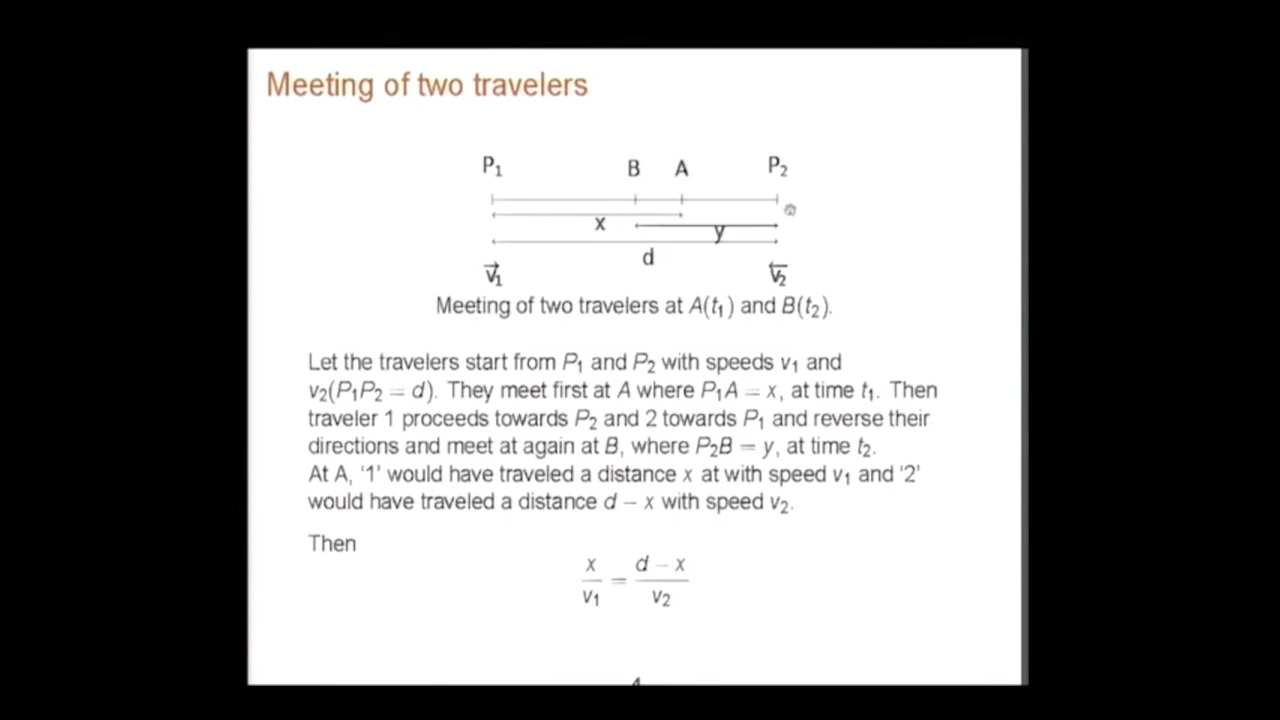 Meeting of two travelers
P₁ B A P₂
x
y
d
v⃗₁ v⃖₂
Meeting of two travelers at A(t₁) and B(t₂).
Let the travelers start from P₁ and P₂ with speeds v₁ and
v₂(P₁P₂ = d). They meet first at A where P₁A = x, at time t₁. Then
traveler 1 proceeds towards P₂ and 2 towards P₁ and reverse their
directions and meet at again at B, where P₂B = y, at time t₂.
At A, '1' would have traveled a distance x at with speed v₁ and '2'
would have traveled a distance d − x with speed v₂.
Then
x/v₁ = (d − x)/v₂